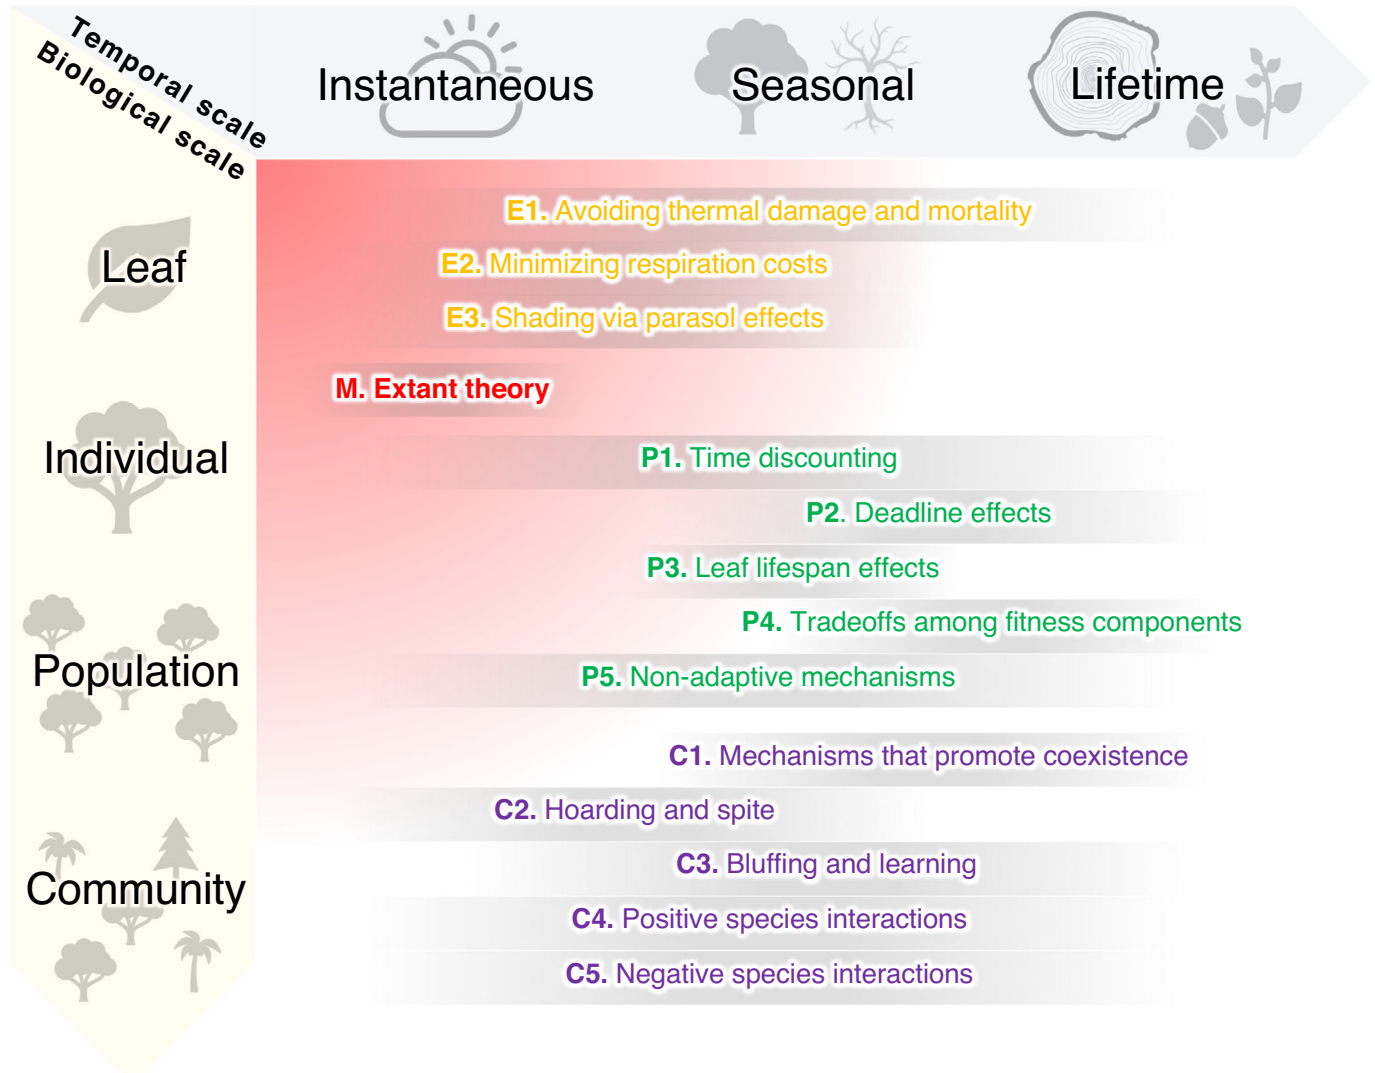 Temporal scale
Biological scale
Instantaneous
Seasonal
Lifetime
Leaf
E1. Avoiding thermal damage and mortality
E2. Minimizing respiration costs
E3. Shading via parasol effects
M. Extant theory
Individual
P1. Time discounting
P2. Deadline effects
P3. Leaf lifespan effects
P4. Tradeoffs among fitness components
Population
P5. Non-adaptive mechanisms
C1. Mechanisms that promote coexistence
C2. Hoarding and spite
Community
C3. Bluffing and learning
C4. Positive species interactions
C5. Negative species interactions